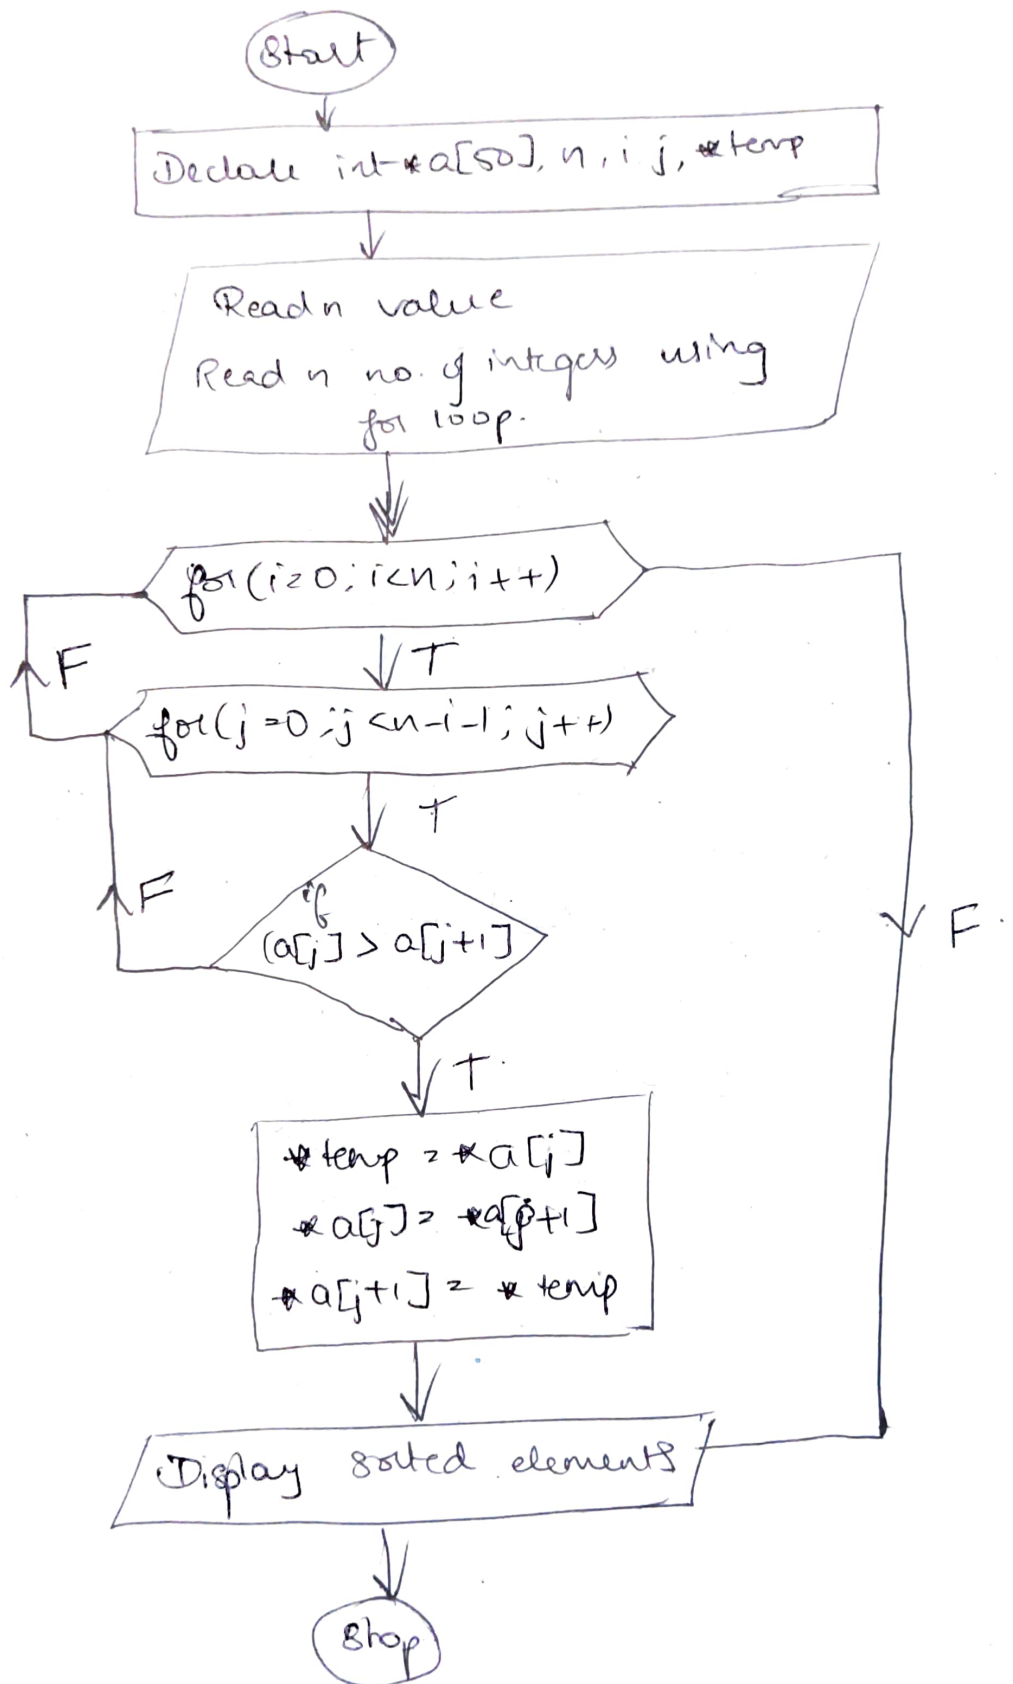 Start
Declare int *a[50], n, i j, *temp
Read n value
Read n no. of integers using
for loop.
for(i=0; i<n; i++)
F
T
for(j=0; j<n-i-1; j++)
T
F
if
(a[j] > a[j+1]
F.
T.
*temp = *a[j]
*a[j] = *a[j+1]
*a[j+1] = *temp
Display sorted elements
Stop